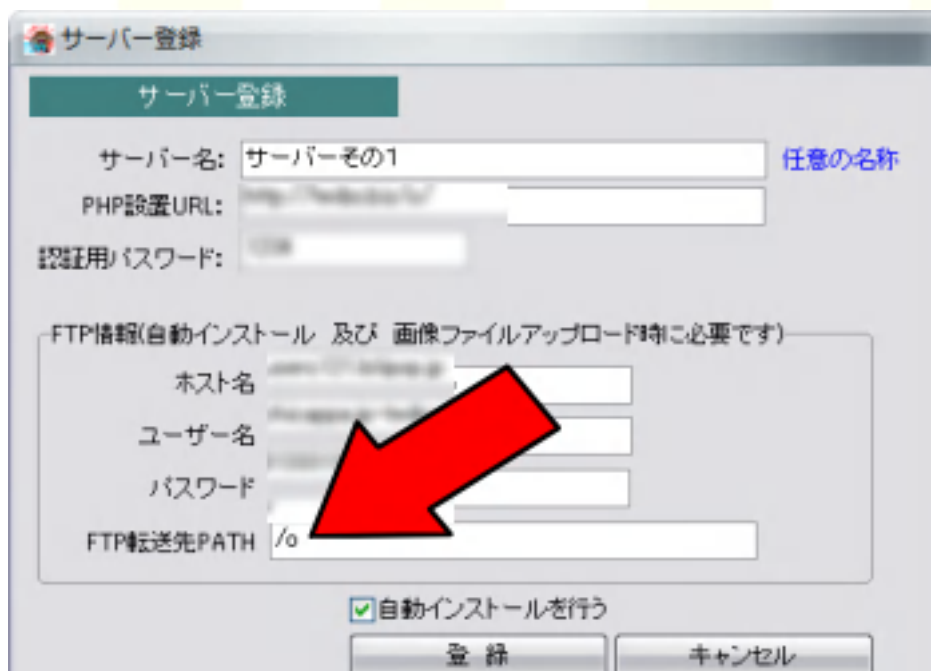 サーバー登録
サーバー登録
サーバー名: サーバーその1 任意の名称
PHP設置URL:
認証用パスワード:
FTP情報(自動インストール 及び 画像ファイルアップロード時に必要です)
ホスト名
ユーザー名
パスワード
FTP転送先PATH /o
自動インストールを行う
登 録 キャンセル